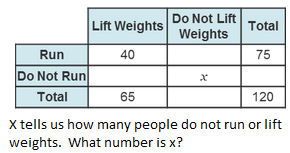 Lift Weights Do Not Lift Weights Total
Run 40 75
Do Not Run x
Total 65 120
X tells us how many people do not run or lift
weights. What number is x?